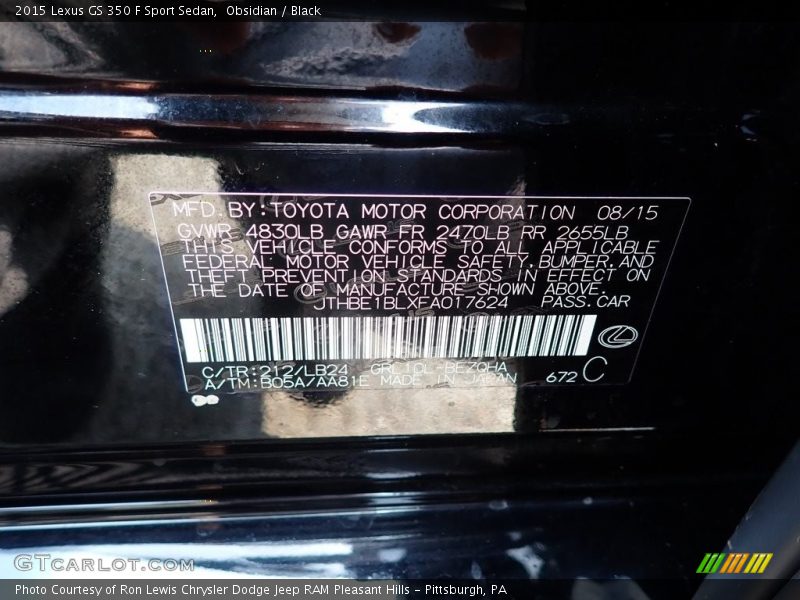 2015 Lexus GS 350 F Sport Sedan, Obsidian / Black
MFD.BY:TOYOTA MOTOR CORPORATION 08/15
GVWR 4830LB GAWR FR 2470LB RR 2655LB
THIS VEHICLE CONFORMS TO ALL APPLICABLE
FEDERAL MOTOR VEHICLE SAFETY,BUMPER,AND
THEFT PREVENTION STANDARDS IN EFFECT ON
THE DATE OF MANUFACTURE SHOWN ABOVE.
JTHBE1BLXFA017624 PASS.CAR
C/TR:212/LB24 GRL10L-BEZQHA
A/TM:B05A/AA81E MADE IN JAPAN 672 C
GTCARLOT.COM
Photo Courtesy of Ron Lewis Chrysler Dodge Jeep RAM Pleasant Hills – Pittsburgh, PA